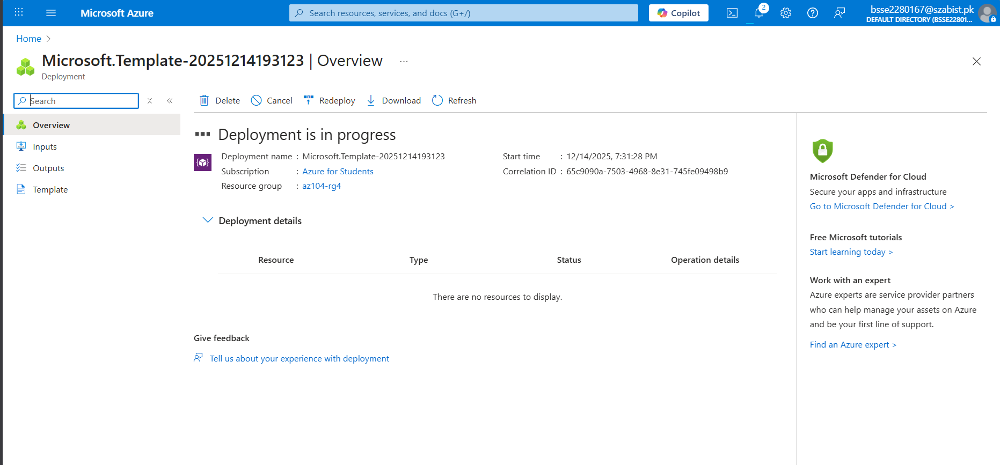 Microsoft Azure
Search resources, services, and docs (G+/)
Copilot
2
bsse2280167@szabist.pk
DEFAULT DIRECTORY (BSSE22801...
Home
Microsoft.Template-20251214193123 | Overview ...
Deployment
Search
Delete Cancel Redeploy Download Refresh
Overview
Inputs
Outputs
Template
Deployment is in progress
Deployment name : Microsoft.Template-20251214193123
Subscription : Azure for Students
Resource group : az104-rg4
Start time : 12/14/2025, 7:31:28 PM
Correlation ID : 65c9090a-7503-4968-8e31-745fe09498b9
Deployment details
Resource Type Status Operation details
There are no resources to display.
Give feedback
Tell us about your experience with deployment
Microsoft Defender for Cloud
Secure your apps and infrastructure
Go to Microsoft Defender for Cloud >
Free Microsoft tutorials
Start learning today >
Work with an expert
Azure experts are service provider partners
who can help manage your assets on Azure
and be your first line of support.
Find an Azure expert >